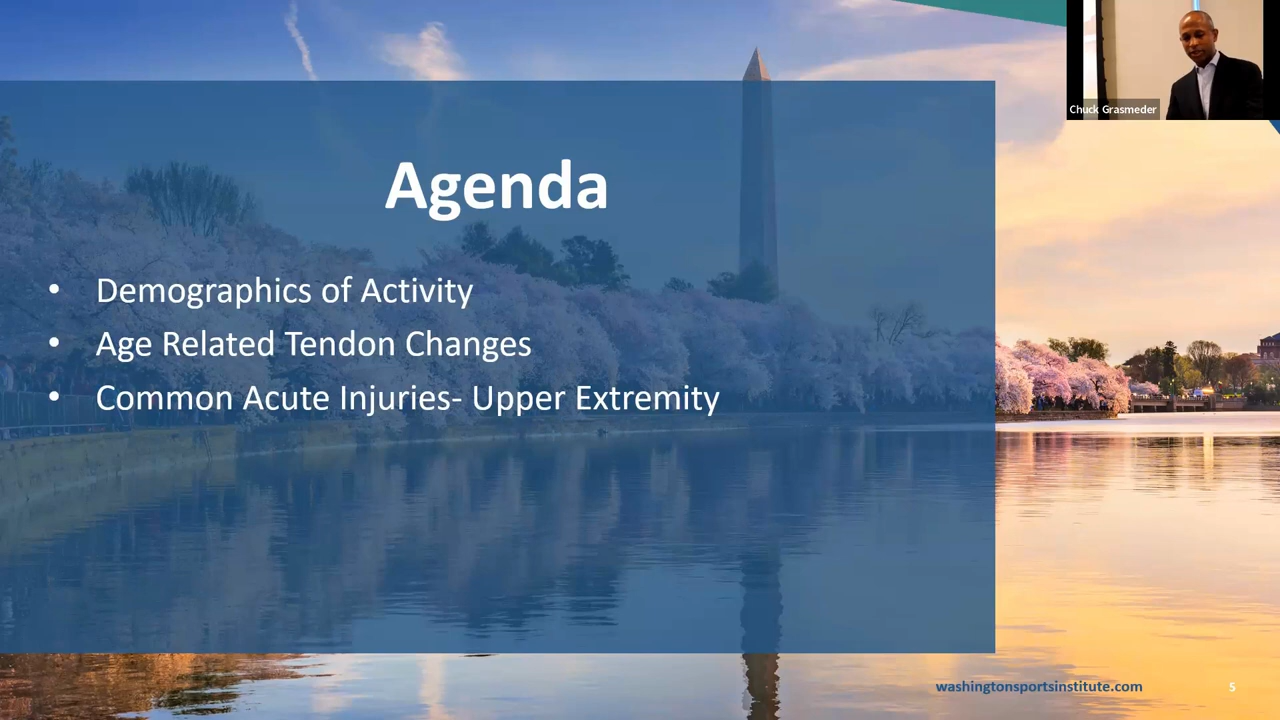 Chuck Grasmeder
Agenda
• Demographics of Activity
• Age Related Tendon Changes
• Common Acute Injuries- Upper Extremity
washingtonsportsinstitute.com
5